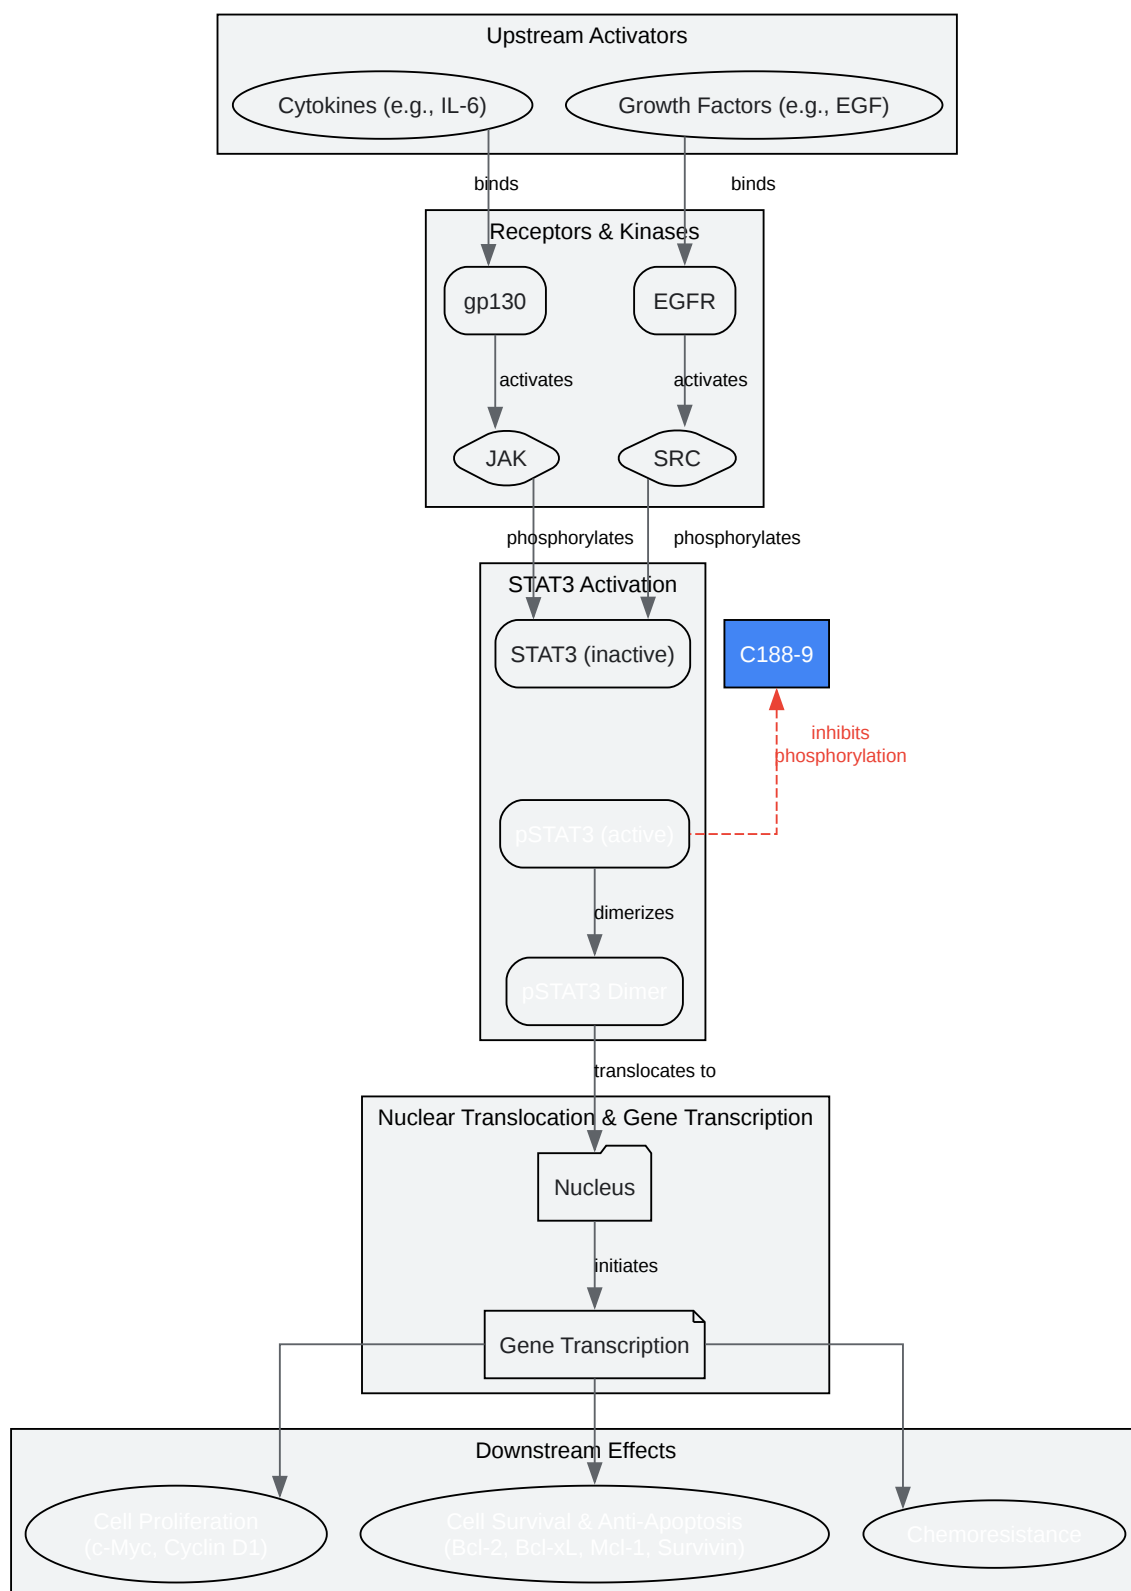 Upstream Activators
Cytokines (e.g., IL-6)
Growth Factors (e.g., EGF)
binds
binds
Receptors & Kinases
gp130
EGFR
activates
activates
JAK
SRC
phosphorylates
phosphorylates
STAT3 Activation
STAT3 (inactive)
C188-9
inhibits
phosphorylation
pSTAT3 (active)
dimerizes
pSTAT3 Dimer
translocates to
Nuclear Translocation & Gene Transcription
Nucleus
initiates
Gene Transcription
Downstream Effects
Cell Proliferation
(c-Myc, Cyclin D1)
Cell Survival & Anti-Apoptosis
(Bcl-2, Bcl-xL, Mcl-1, Survivin)
Chemoresistance